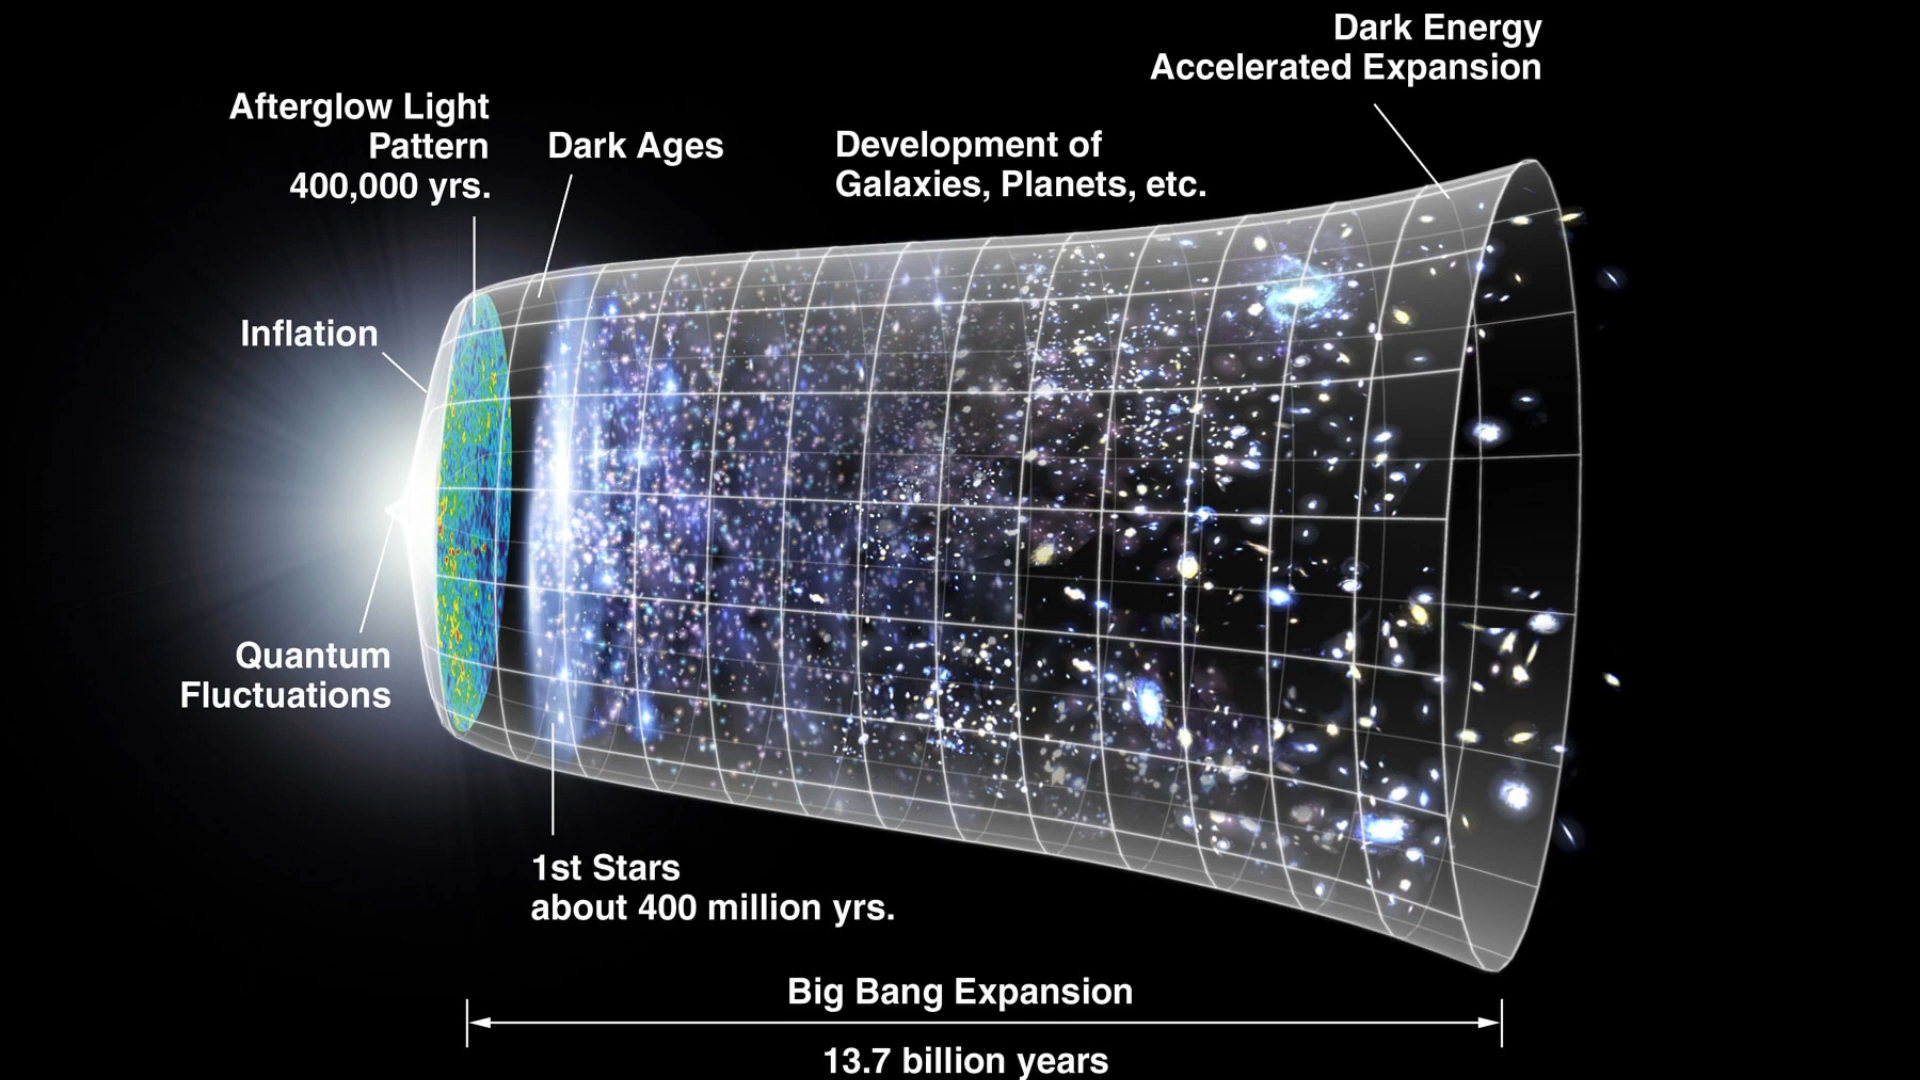 Dark Energy
Accelerated Expansion
Afterglow Light
Pattern
400,000 yrs.
Dark Ages
Development of
Galaxies, Planets, etc.
Inflation
Quantum
Fluctuations
1st Stars
about 400 million yrs.
Big Bang Expansion
13.7 billion years